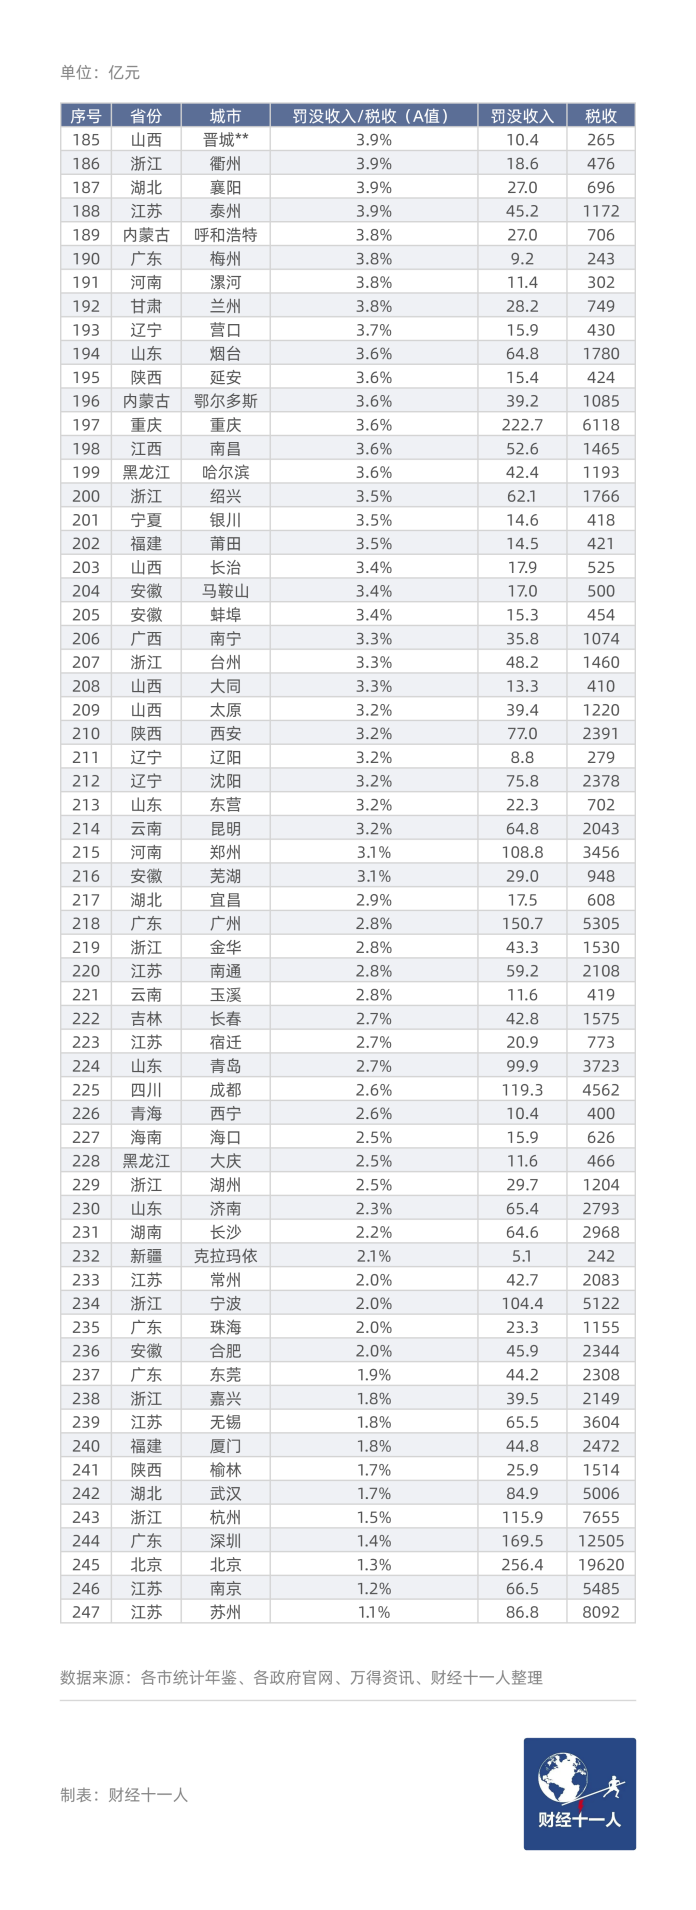 单位：亿元
序号 省份 城市 罚没收入/税收（A值） 罚没收入 税收
185 山西 晋城** 3.9% 10.4 265
186 浙江 衢州 3.9% 18.6 476
187 湖北 襄阳 3.9% 27.0 696
188 江苏 泰州 3.9% 45.2 1172
189 内蒙古 呼和浩特 3.8% 27.0 706
190 广东 梅州 3.8% 9.2 243
191 河南 漯河 3.8% 11.4 302
192 甘肃 兰州 3.8% 28.2 749
193 辽宁 营口 3.7% 15.9 430
194 山东 烟台 3.6% 64.8 1780
195 陕西 延安 3.6% 15.4 424
196 内蒙古 鄂尔多斯 3.6% 39.2 1085
197 重庆 重庆 3.6% 222.7 6118
198 江西 南昌 3.6% 52.6 1465
199 黑龙江 哈尔滨 3.6% 42.4 1193
200 浙江 绍兴 3.5% 62.1 1766
201 宁夏 银川 3.5% 14.6 418
202 福建 莆田 3.5% 14.5 421
203 山西 长治 3.4% 17.9 525
204 安徽 马鞍山 3.4% 17.0 500
205 安徽 蚌埠 3.4% 15.3 454
206 广西 南宁 3.3% 35.8 1074
207 浙江 台州 3.3% 48.2 1460
208 山西 大同 3.3% 13.3 410
209 山西 太原 3.2% 39.4 1220
210 陕西 西安 3.2% 77.0 2391
211 辽宁 辽阳 3.2% 8.8 279
212 辽宁 沈阳 3.2% 75.8 2378
213 山东 东营 3.2% 22.3 702
214 云南 昆明 3.2% 64.8 2043
215 河南 郑州 3.1% 108.8 3456
216 安徽 芜湖 3.1% 29.0 948
217 湖北 宜昌 2.9% 17.5 608
218 广东 广州 2.8% 150.7 5305
219 浙江 金华 2.8% 43.3 1530
220 江苏 南通 2.8% 59.2 2108
221 云南 玉溪 2.8% 11.6 419
222 吉林 长春 2.7% 42.8 1575
223 江苏 宿迁 2.7% 20.9 773
224 山东 青岛 2.7% 99.9 3723
225 四川 成都 2.6% 119.3 4562
226 青海 西宁 2.6% 10.4 400
227 海南 海口 2.5% 15.9 626
228 黑龙江 大庆 2.5% 11.6 466
229 浙江 湖州 2.5% 29.7 1204
230 山东 济南 2.3% 65.4 2793
231 湖南 长沙 2.2% 64.6 2968
232 新疆 克拉玛依 2.1% 5.1 242
233 江苏 常州 2.0% 42.7 2083
234 浙江 宁波 2.0% 104.4 5122
235 广东 珠海 2.0% 23.3 1155
236 安徽 合肥 2.0% 45.9 2344
237 广东 东莞 1.9% 44.2 2308
238 浙江 嘉兴 1.8% 39.5 2149
239 江苏 无锡 1.8% 65.5 3604
240 福建 厦门 1.8% 44.8 2472
241 陕西 榆林 1.7% 25.9 1514
242 湖北 武汉 1.7% 84.9 5006
243 浙江 杭州 1.5% 115.9 7655
244 广东 深圳 1.4% 169.5 12505
245 北京 北京 1.3% 256.4 19620
246 江苏 南京 1.2% 66.5 5485
247 江苏 苏州 1.1% 86.8 8092
数据来源：各市统计年鉴、各政府官网、万得资讯、财经十一人整理
制表：财经十一人
财经十一人